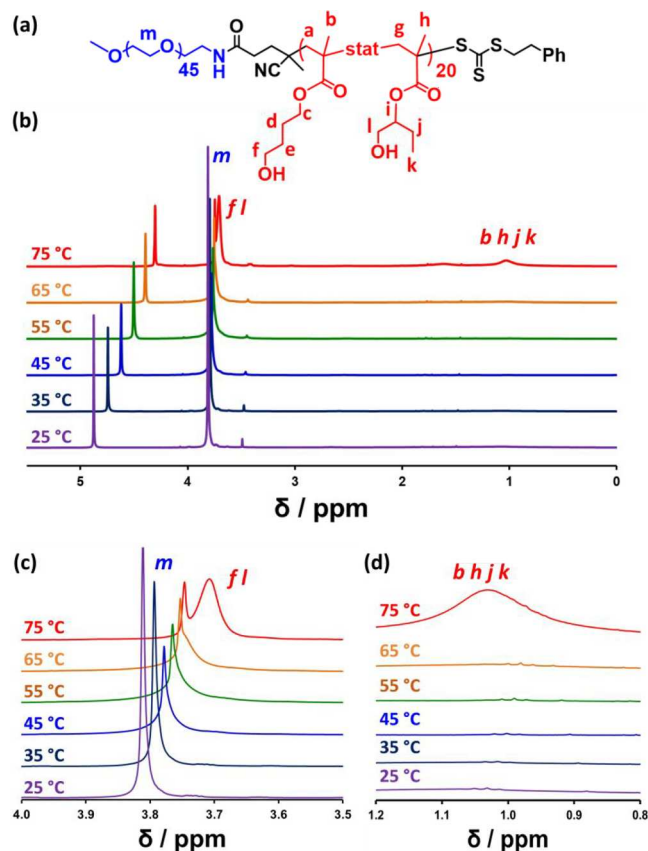 (a)
m
O
O
45
N
H
O
NC
a
b
stat
g
h
20
S
S
S
Ph
O
O
c
d
e
f
OH
O
O
i
l
j
k
OH
(b)
m
f l
b h j k
75 °C
65 °C
55 °C
45 °C
35 °C
25 °C
5
4
3
2
1
0
δ / ppm
(c)
m
f l
75 °C
65 °C
55 °C
45 °C
35 °C
25 °C
4.0
3.9
3.8
3.7
3.6
3.5
δ / ppm
(d)
b h j k
75 °C
65 °C
55 °C
45 °C
35 °C
25 °C
1.2
1.1
1.0
0.9
0.8
δ / ppm